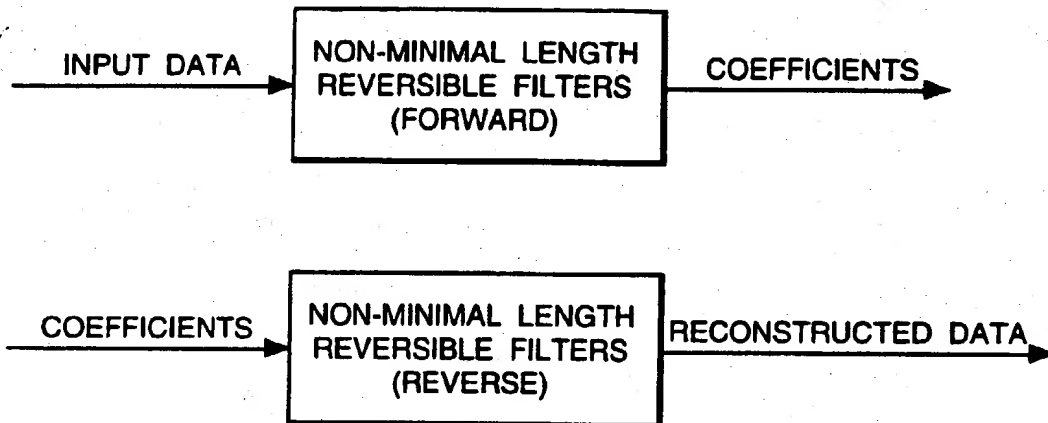 INPUT DATA
NON-MINIMAL LENGTH
REVERSIBLE FILTERS
(FORWARD)
COEFFICIENTS
COEFFICIENTS
NON-MINIMAL LENGTH
REVERSIBLE FILTERS
(REVERSE)
RECONSTRUCTED DATA